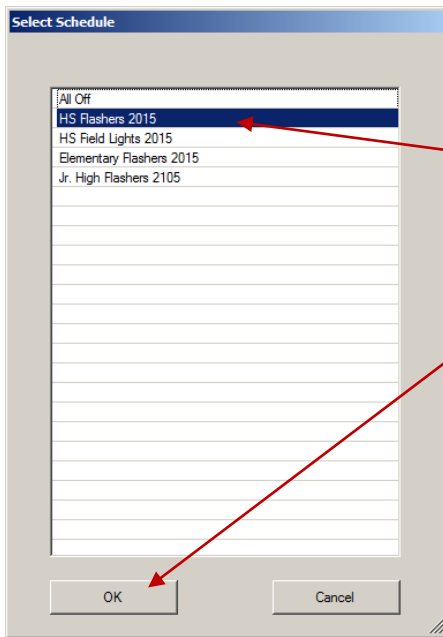 Select Schedule
All Off
HS Flashers 2015
HS Field Lights 2015
Elementary Flashers 2015
Jr. High Flashers 2105
OK
Cancel